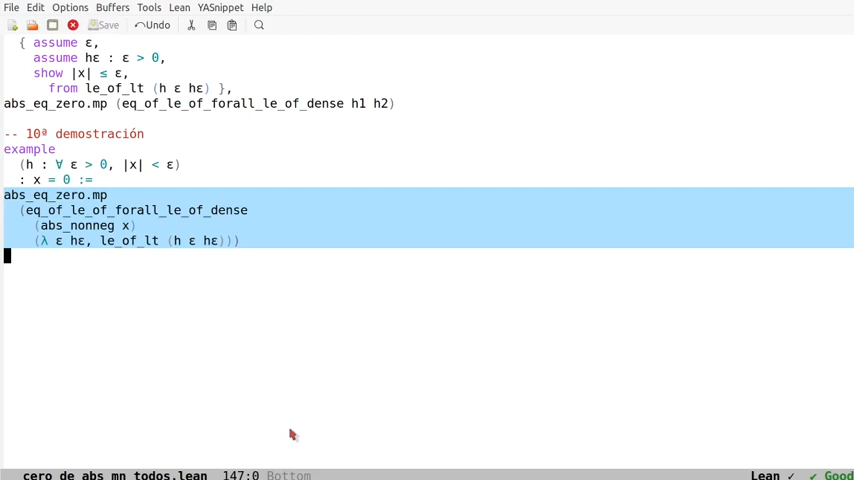 File Edit Options Buffers Tools Lean YASnippet Help
Save Undo
{ assume ε,
assume hε : ε > 0,
show |x| ≤ ε,
from le_of_lt (h ε hε) },
abs_eq_zero.mp (eq_of_le_of_forall_le_of_dense h1 h2)
-- 10ª demostración
example
(h : ∀ ε > 0, |x| < ε)
: x = 0 :=
abs_eq_zero.mp
(eq_of_le_of_forall_le_of_dense
(abs_nonneg x)
(λ ε hε, le_of_lt (h ε hε)))
cero_de_abs_mn_todos.lean 147:0 Bottom Lean ✓ ✓ Good